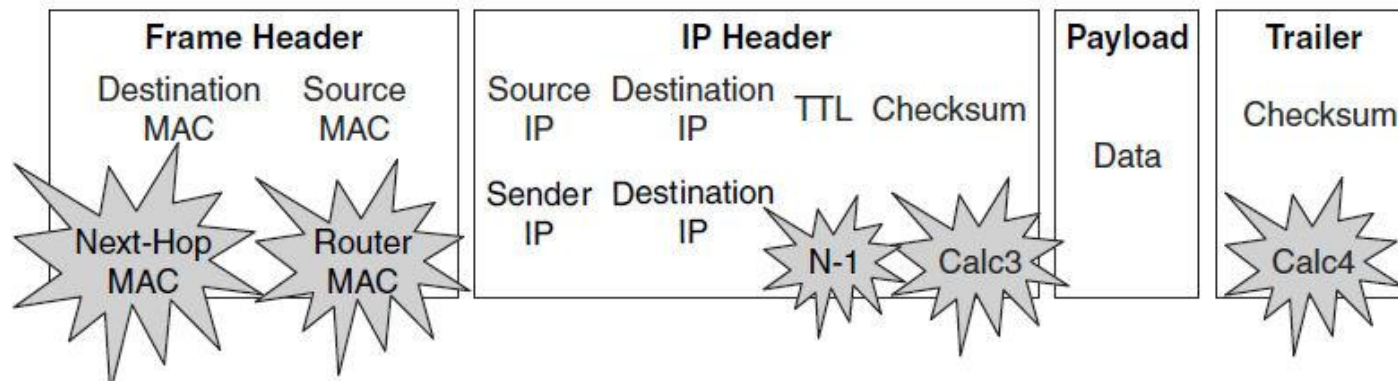 Frame Header
IP Header
Payload
Trailer
Destination MAC
Source MAC
Source IP
Destination IP
TTL
Checksum
Data
Checksum
Next-Hop MAC
Router MAC
Sender IP
Destination IP
N-1
Calc3
Calc4